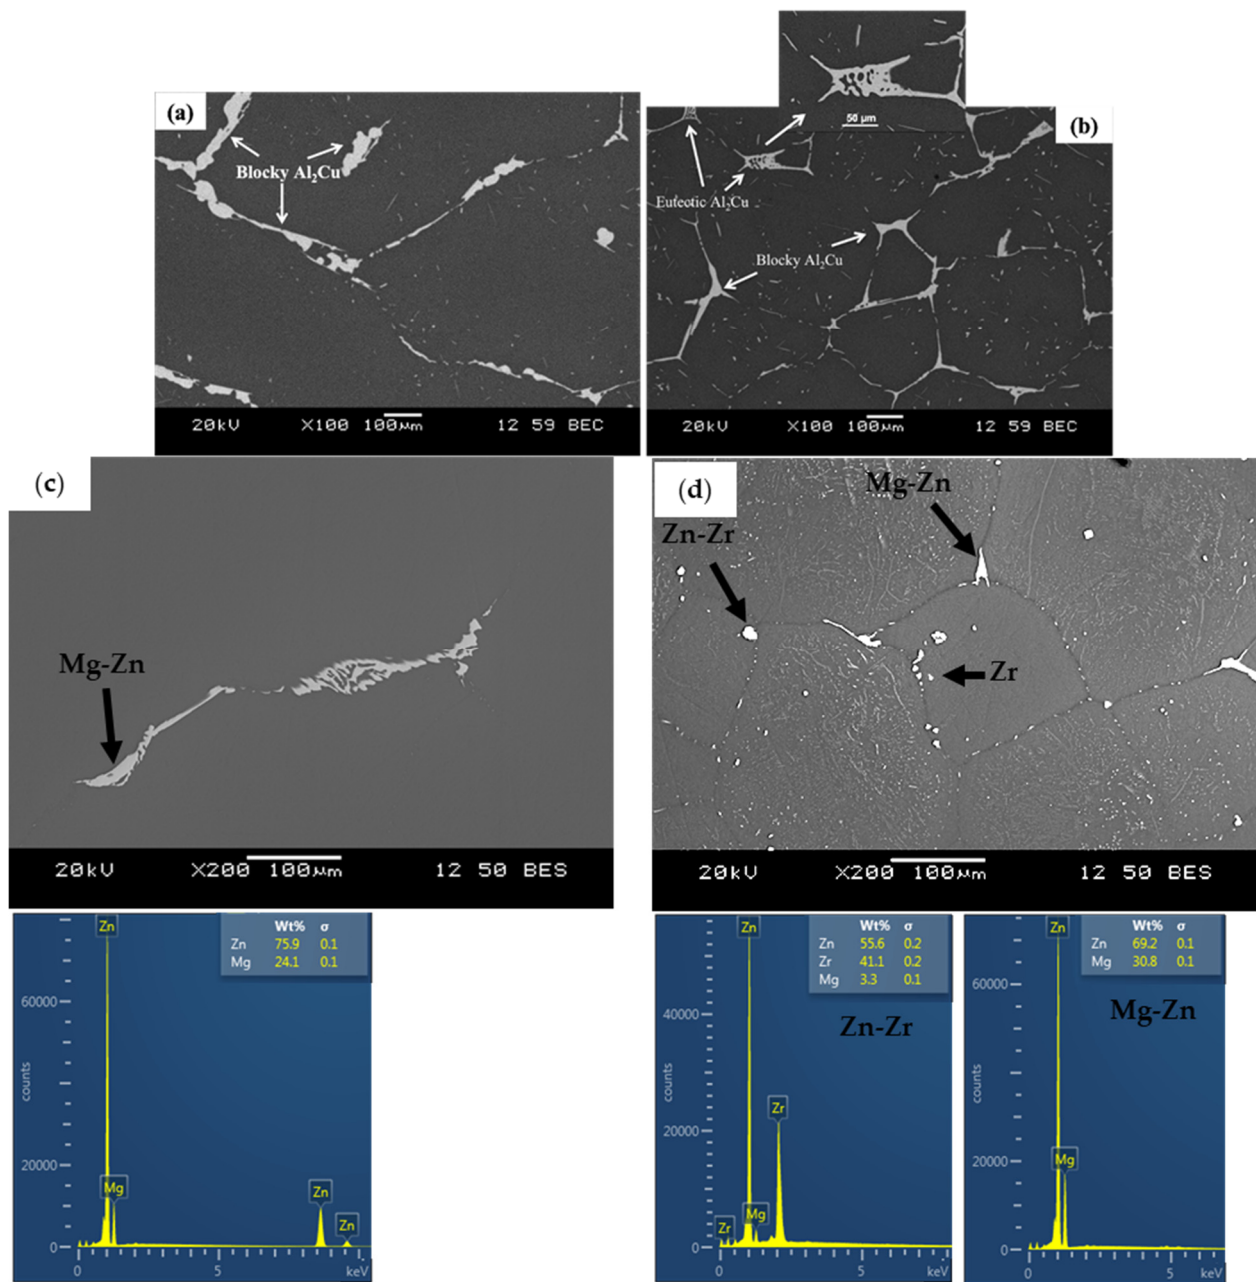 (a)
Blocky Al₂Cu
20kV X100 100μm 12 59 BEC
50 μm
(b)
Eutectic Al₂Cu
Blocky Al₂Cu
20kV X100 100μm 12 59 BEC
(c)
Mg-Zn
20kV X200 100μm 12 50 BES
(d)
Mg-Zn
Zn-Zr
Zr
20kV X200 100μm 12 50 BES
Zn
Wt% σ
Zn 75.9 0.1
Mg 24.1 0.1
60000
counts
20000
Mg
Zn
Zn
0
0 5 keV
Zn
Wt% σ
Zn 55.6 0.2
Zr 41.1 0.2
Mg 3.3 0.1
40000
Zn-Zr
counts
Zr
20000
Zr
Mg
0
0 5 keV
Zn
Wt% σ
Zn 69.2 0.1
Mg 30.8 0.1
60000
Mg-Zn
counts
20000
Mg
0
0 5 keV